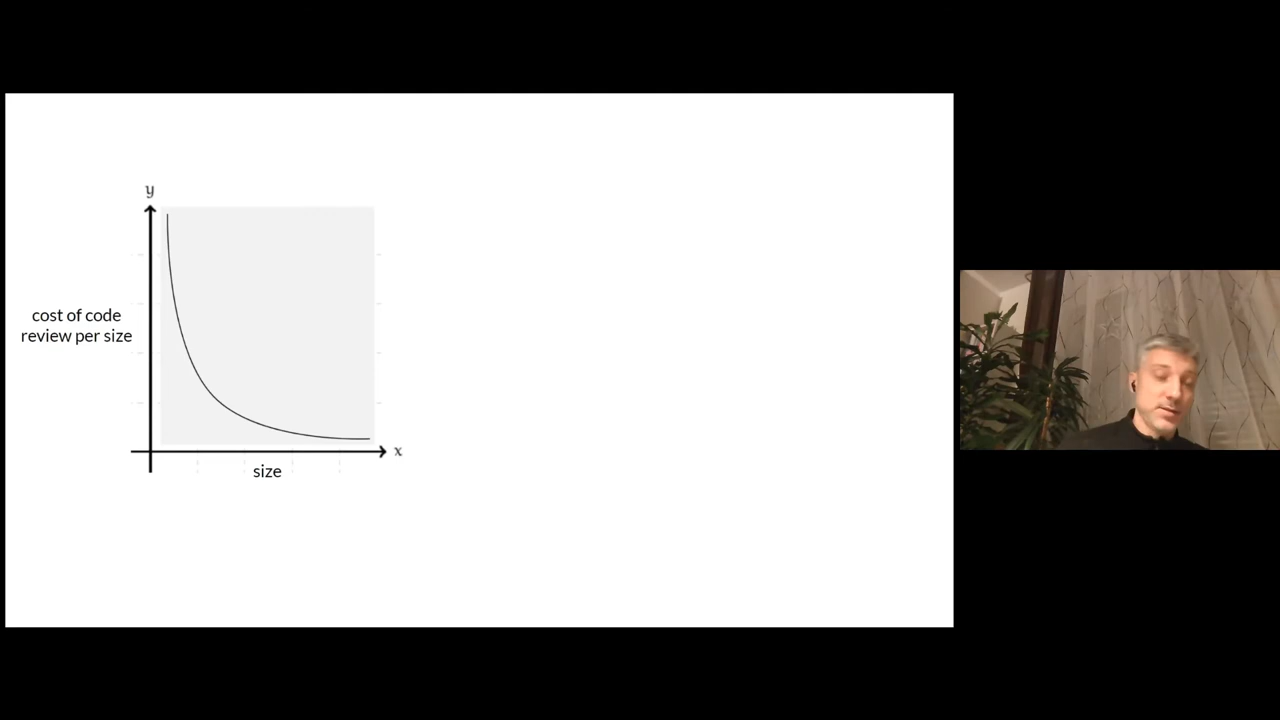 y
cost of code
review per size
x
size